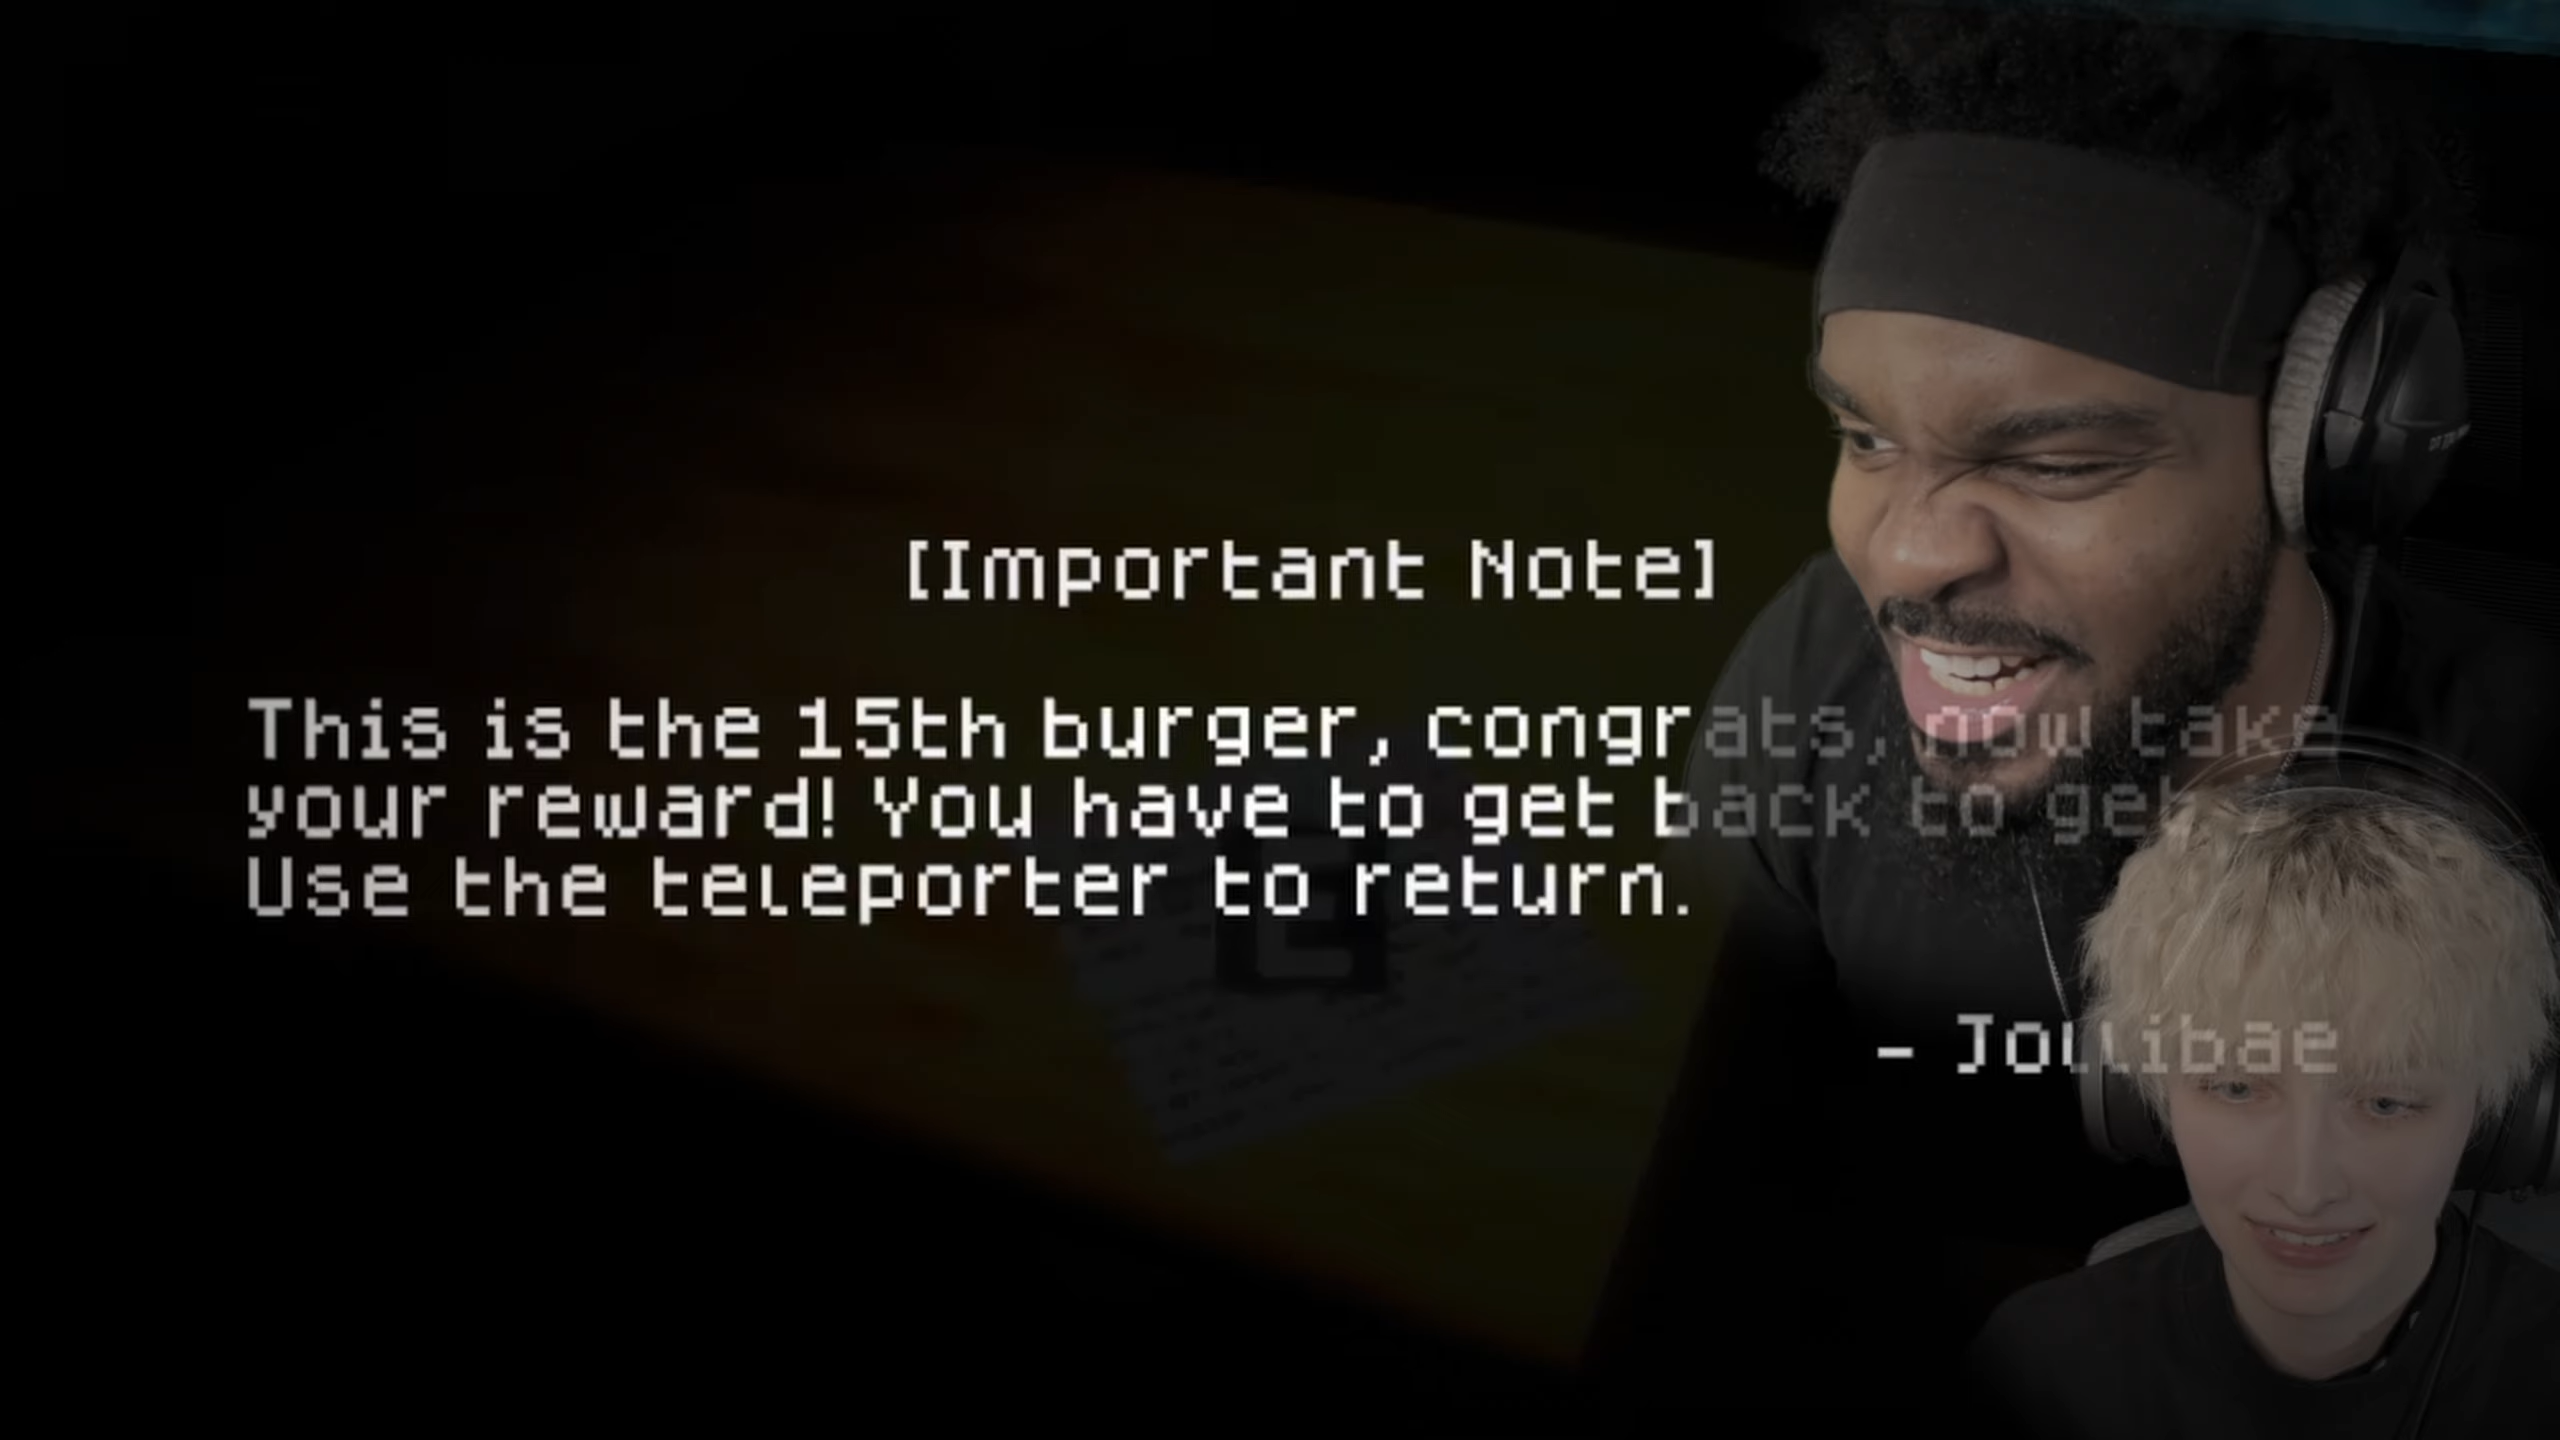 [Important Note]
This is the 15th burger, congrats, now take
your reward! You have to get back to get
Use the teleporter to return.
- Jollibae